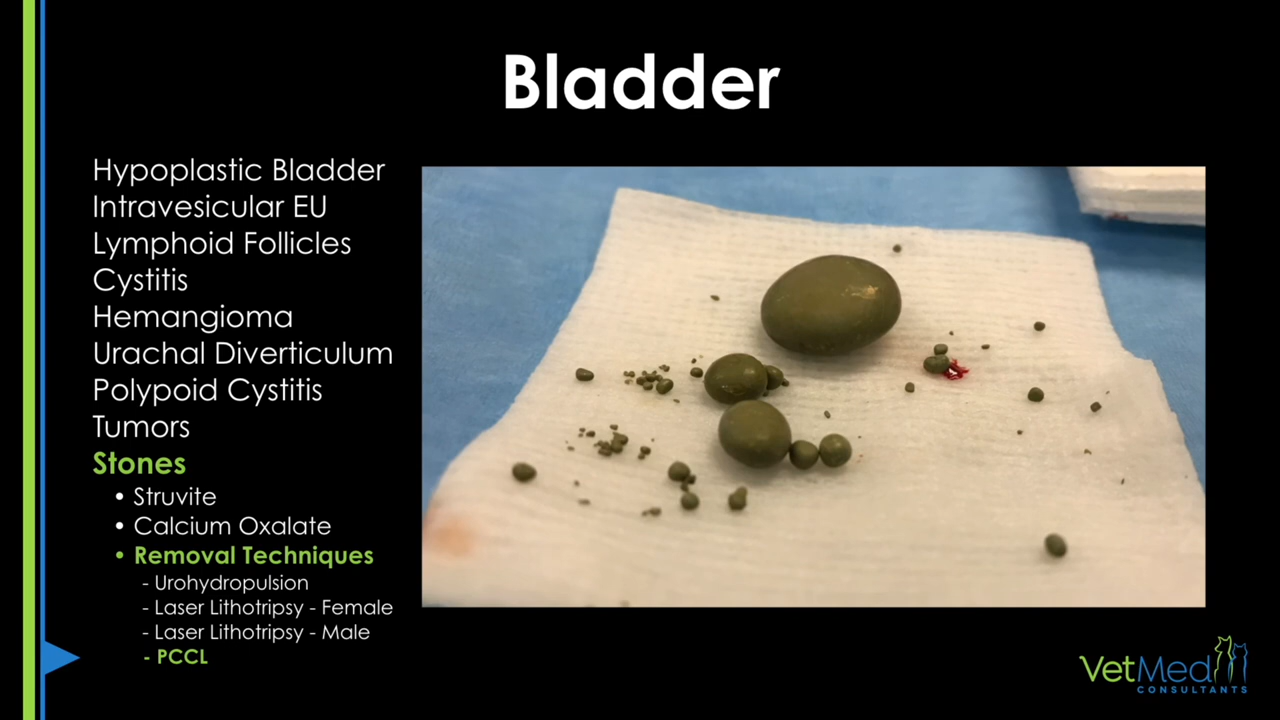 Bladder
Hypoplastic Bladder
Intravesicular EU
Lymphoid Follicles
Cystitis
Hemangioma
Urachal Diverticulum
Polypoid Cystitis
Tumors
Stones
• Struvite
• Calcium Oxalate
• Removal Techniques
- Urohydropulsion
- Laser Lithotripsy - Female
- Laser Lithotripsy - Male
- PCCL
VetMed
CONSULTANTS